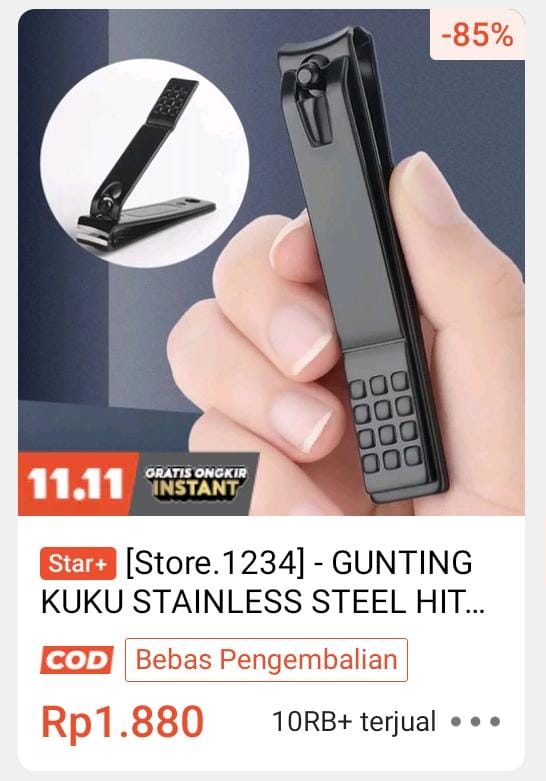 -85%
11.11
GRATIS ONGKIR
INSTANT
Star+ [Store.1234] - GUNTING
KUKU STAINLESS STEEL HIT...
COD Bebas Pengembalian
Rp1.880 10RB+ terjual